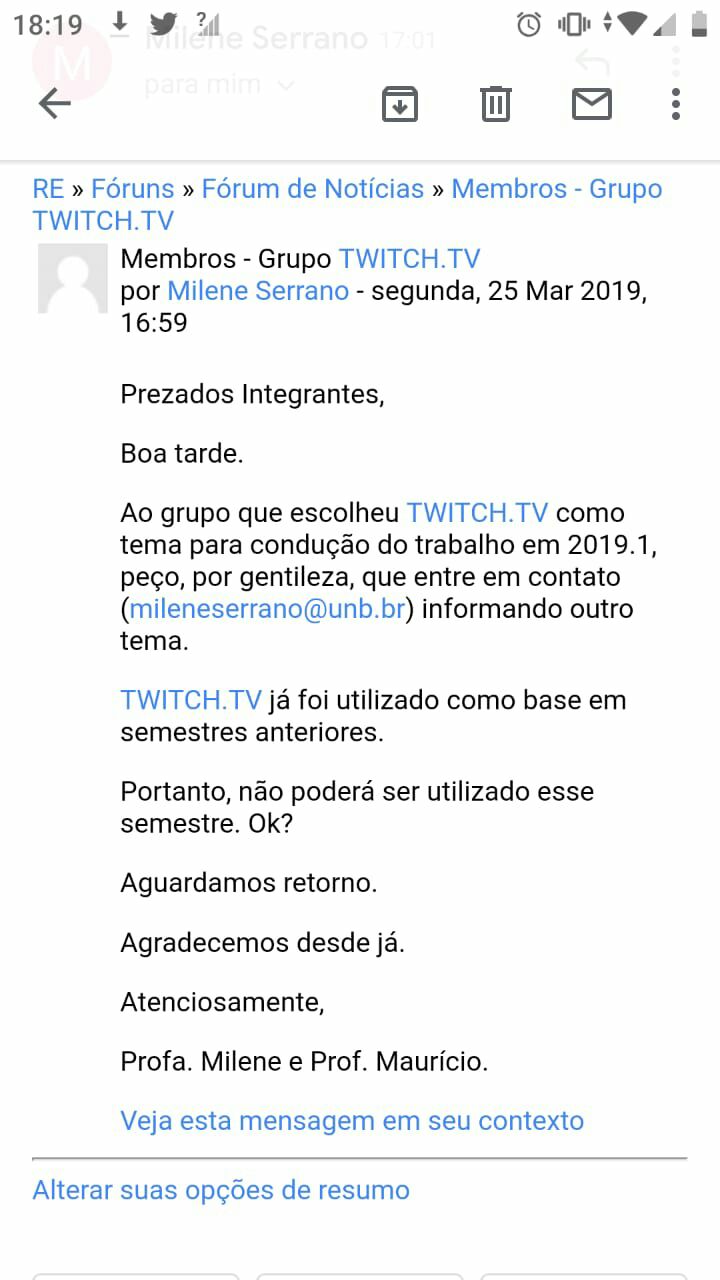 18:19
?
Milene Serrano 17:01
M
para mim
RE » Fóruns » Fórum de Notícias » Membros - Grupo
TWITCH.TV
Membros - Grupo TWITCH.TV
por Milene Serrano - segunda, 25 Mar 2019,
16:59
Prezados Integrantes,
Boa tarde.
Ao grupo que escolheu TWITCH.TV como
tema para condução do trabalho em 2019.1,
peço, por gentileza, que entre em contato
(mileneserrano@unb.br) informando outro
tema.
TWITCH.TV já foi utilizado como base em
semestres anteriores.
Portanto, não poderá ser utilizado esse
semestre. Ok?
Aguardamos retorno.
Agradecemos desde já.
Atenciosamente,
Profa. Milene e Prof. Maurício.
Veja esta mensagem em seu contexto
Alterar suas opções de resumo